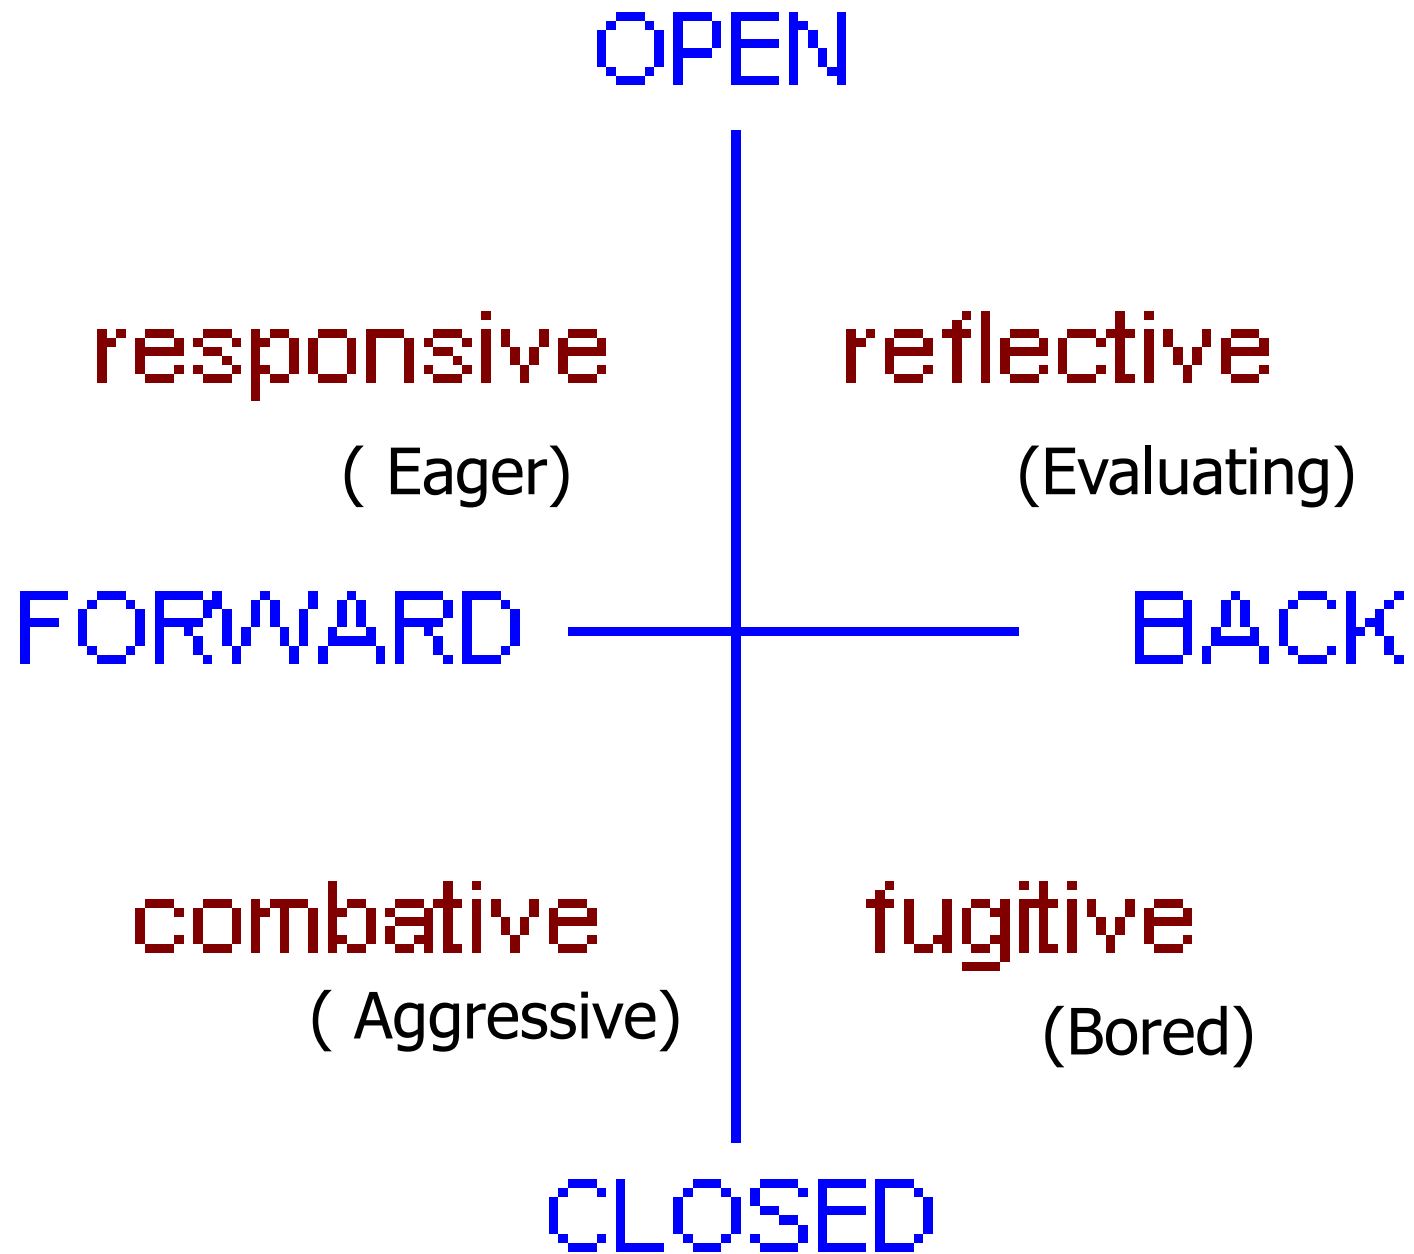 OPEN
responsive reflective
( Eager) (Evaluating)
FORWARD BACK
combative fugitive
( Aggressive) (Bored)
CLOSED